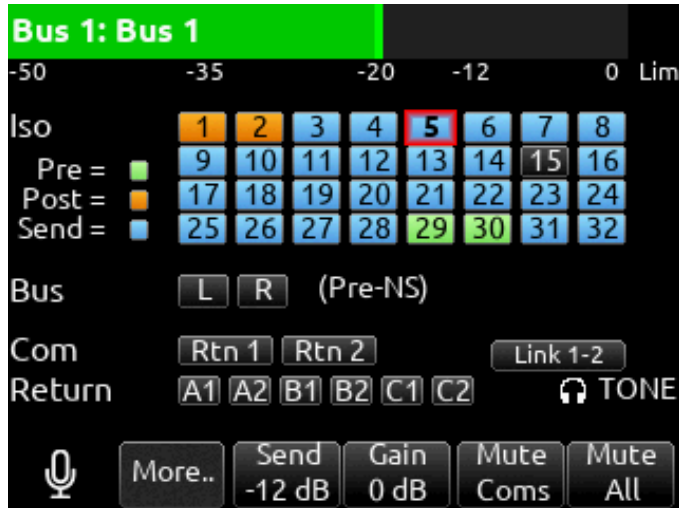 Bus 1: Bus 1
-50 -35 -20 -12 0 Lim
Iso 1 2 3 4 5 6 7 8
Pre = 9 10 11 12 13 14 15 16
Post = 17 18 19 20 21 22 23 24
Send = 25 26 27 28 29 30 31 32
Bus L R (Pre-NS)
Com Rtn 1 Rtn 2 Link 1-2
Return A1 A2 B1 B2 C1 C2 TONE
More.. Send Gain Mute Mute
-12 dB 0 dB Coms All